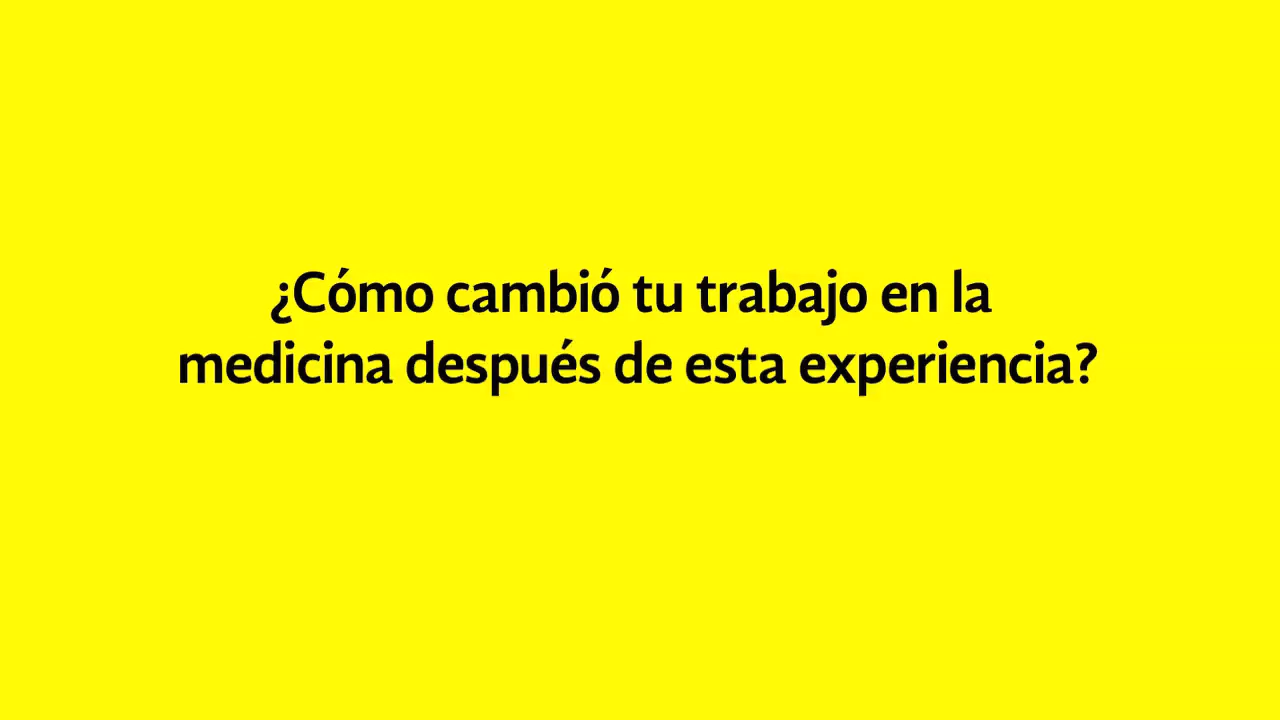 ¿Cómo cambió tu trabajo en la
medicina después de esta experiencia?